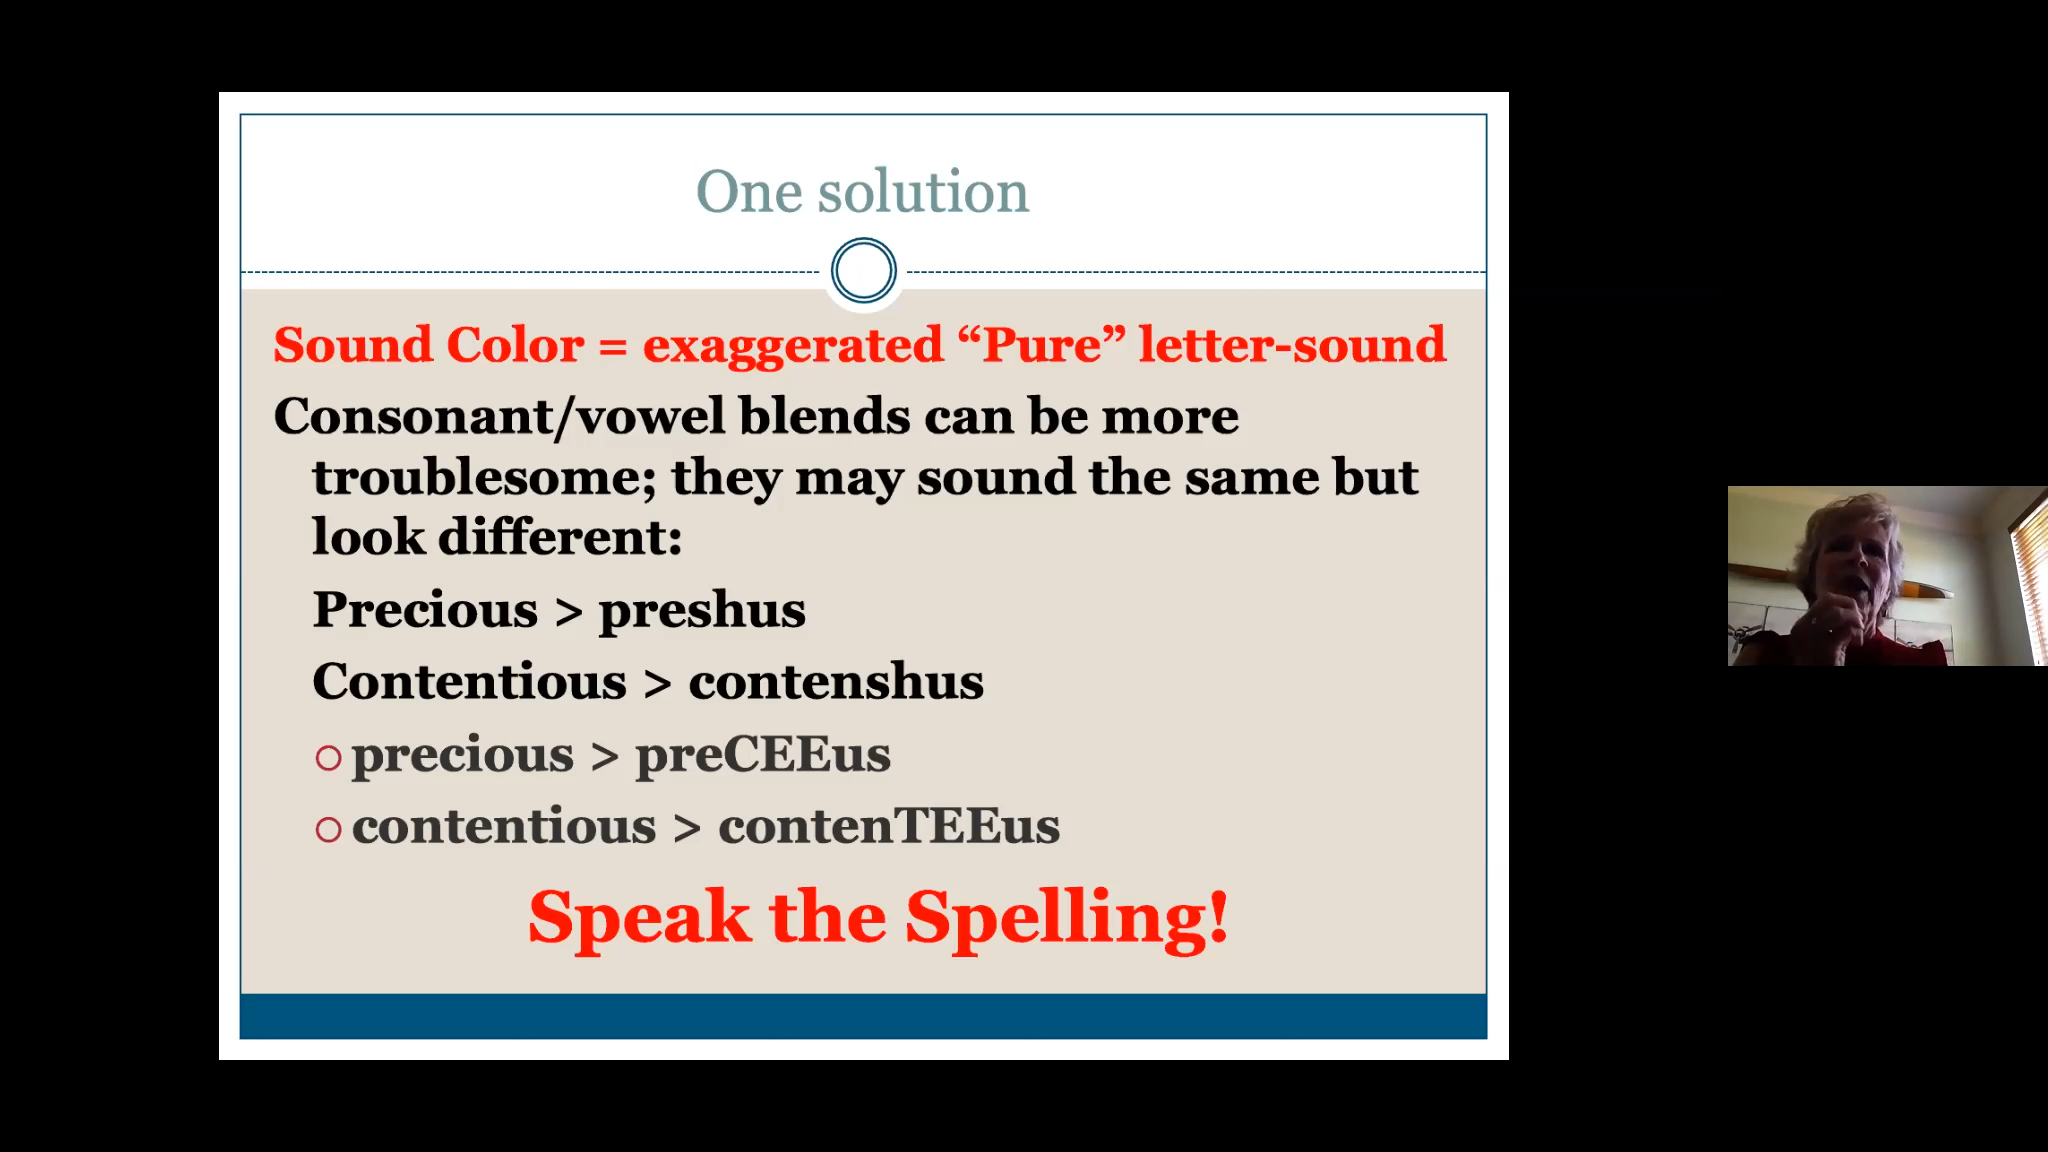 One solution
Sound Color = exaggerated “Pure” letter-sound
Consonant/vowel blends can be more
troublesome; they may sound the same but
look different:
Precious > preshus
Contentious > contenshus
precious > preCEEus
contentious > contenTEEus
Speak the Spelling!